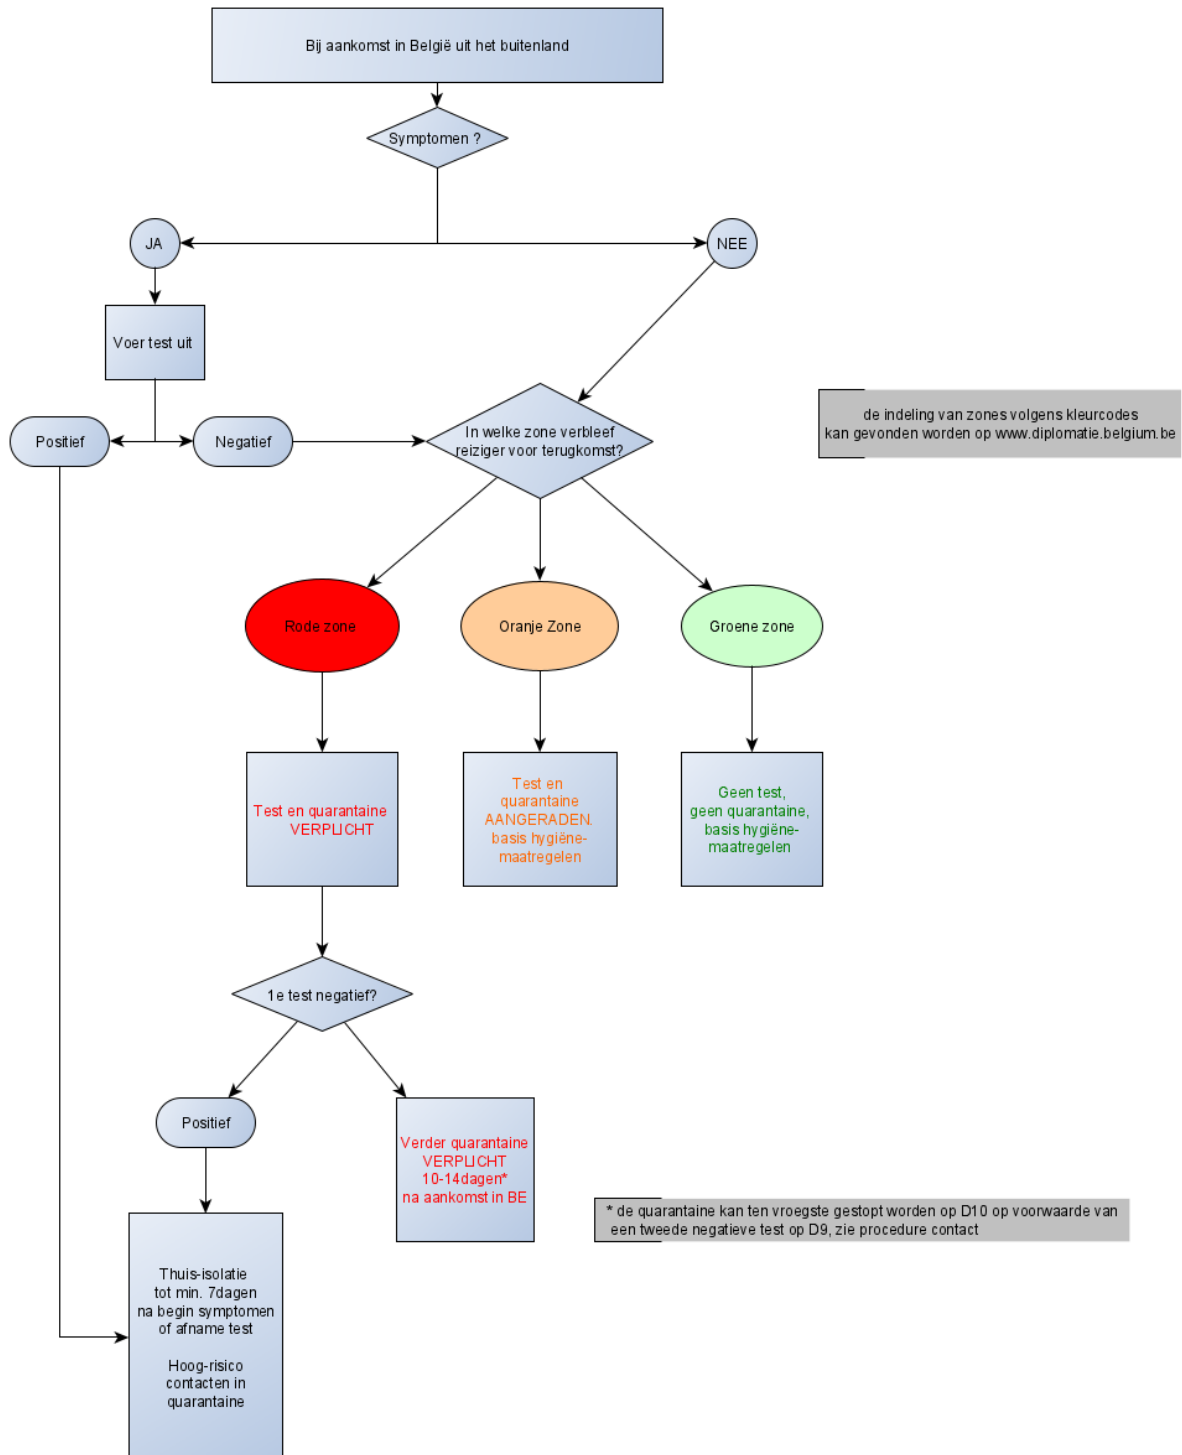 Bij aankomst in België uit het buitenland
Symptomen ?
JA
NEE
Voer test uit
Positief
Negatief
In welke zone verbleef
reiziger voor terugkomst?
de indeling van zones volgens kleurcodes
kan gevonden worden op www.diplomatie.belgium.be
Rode zone
Oranje Zone
Groene zone
Test en quarantaine
VERPLICHT
Test en
quarantaine
AANGERADEN.
basis hygiëne-
maatregelen
Geen test,
geen quarantaine,
basis hygiëne-
maatregelen
1e test negatief?
Positief
Verder quarantaine
VERPLICHT
10-14dagen*
na aankomst in BE
* de quarantaine kan ten vroegste gestopt worden op D10 op voorwaarde van
een tweede negatieve test op D9, zie procedure contact
Thuis-isolatie
tot min. 7dagen
na begin symptomen
of afname test
Hoog-risico
contacten in
quarantaine